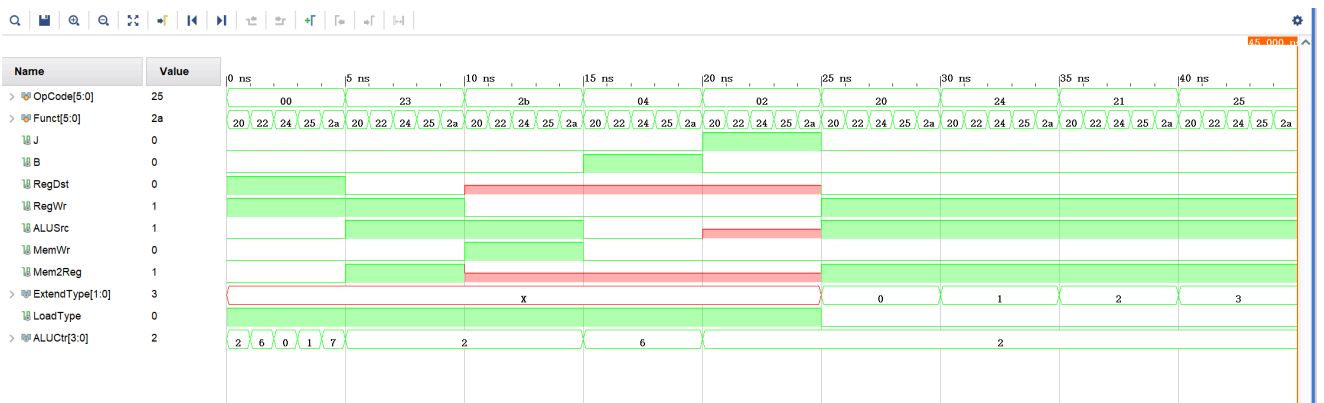 45.000 n
Name Value 0 ns 5 ns 10 ns 15 ns 20 ns 25 ns 30 ns 35 ns 40 ns
OpCode[5:0] 25 00 23 2b 04 02 20 24 21 25
Funct[5:0] 2a 20 22 24 25 2a 20 22 24 25 2a 20 22 24 25 2a 20 22 24 25 2a 20 22 24 25 2a 20 22 24 25 2a 20 22 24 25 2a 20 22 24 25 2a 20 22 24 25 2a
J 0
B 0
RegDst 0
RegWr 1
ALUSrc 1
MemWr 0
Mem2Reg 1
ExtendType[1:0] 3 X 0 1 2 3
LoadType 0
ALUCtr[3:0] 2 2 6 0 1 7 2 6 2